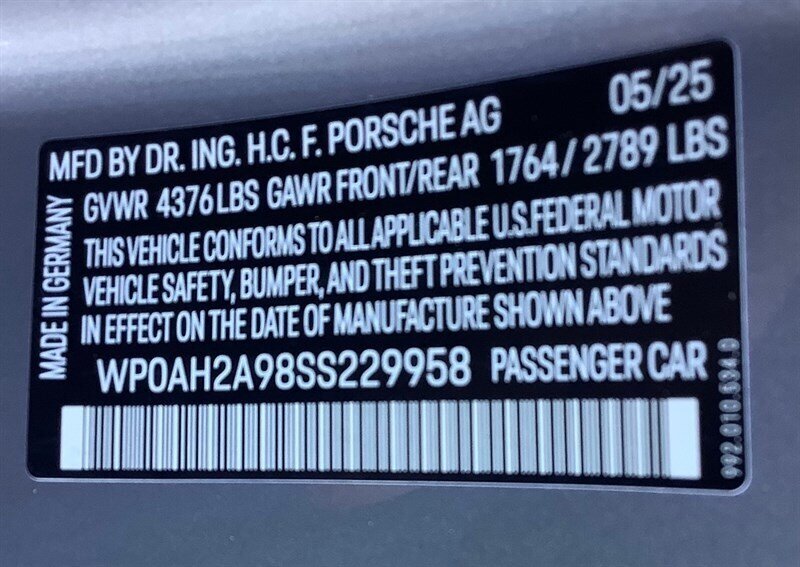 MFD BY DR. ING. H.C. F. PORSCHE AG 05/25
GVWR 4376 LBS GAWR FRONT/REAR 1764 / 2789 LBS
THIS VEHICLE CONFORMS TO ALL APPLICABLE U.S.FEDERAL MOTOR
VEHICLE SAFETY, BUMPER, AND THEFT PREVENTION STANDARDS
IN EFFECT ON THE DATE OF MANUFACTURE SHOWN ABOVE
WP0AH2A98SS229958 PASSENGER CAR
MADE IN GERMANY
992.010.534.D